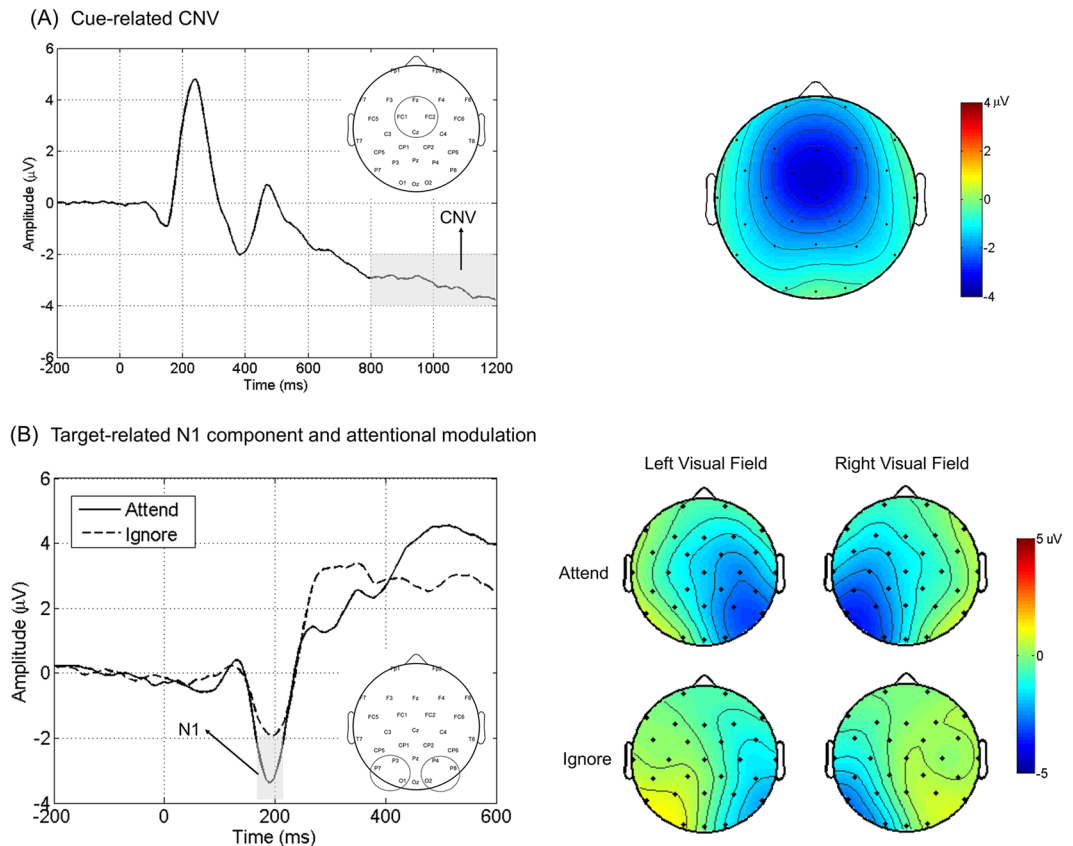 (A) Cue-related CNV
6
4
2
0
-2
-4
-6
Amplitude (μV)
-200 0 200 400 600 800 1000 1200
Time (ms)
CNV
Fp1 Fp2
F7 F3 Fz F4 F8
FC5 FC1 FC2 FC6
T7 C3 Cz C4 T8
CP5 CP1 CP2 CP6
P7 P3 Pz P4 P8
O1 Oz O2
4 μV
2
0
-2
-4
(B) Target-related N1 component and attentional modulation
6
4
2
0
-2
-4
Amplitude (μV)
-200 0 200 400 600
Time (ms)
Attend
Ignore
N1
Fp1 Fp2
F7 F3 Fz F4 F8
FC5 FC1 FC2 FC6
T7 C3 Cz C4 T8
CP5 CP1 CP2 CP6
P7 P3 Pz P4 P8
O1 Oz O2
Left Visual Field Right Visual Field
Attend
Ignore
5 uV
0
-5